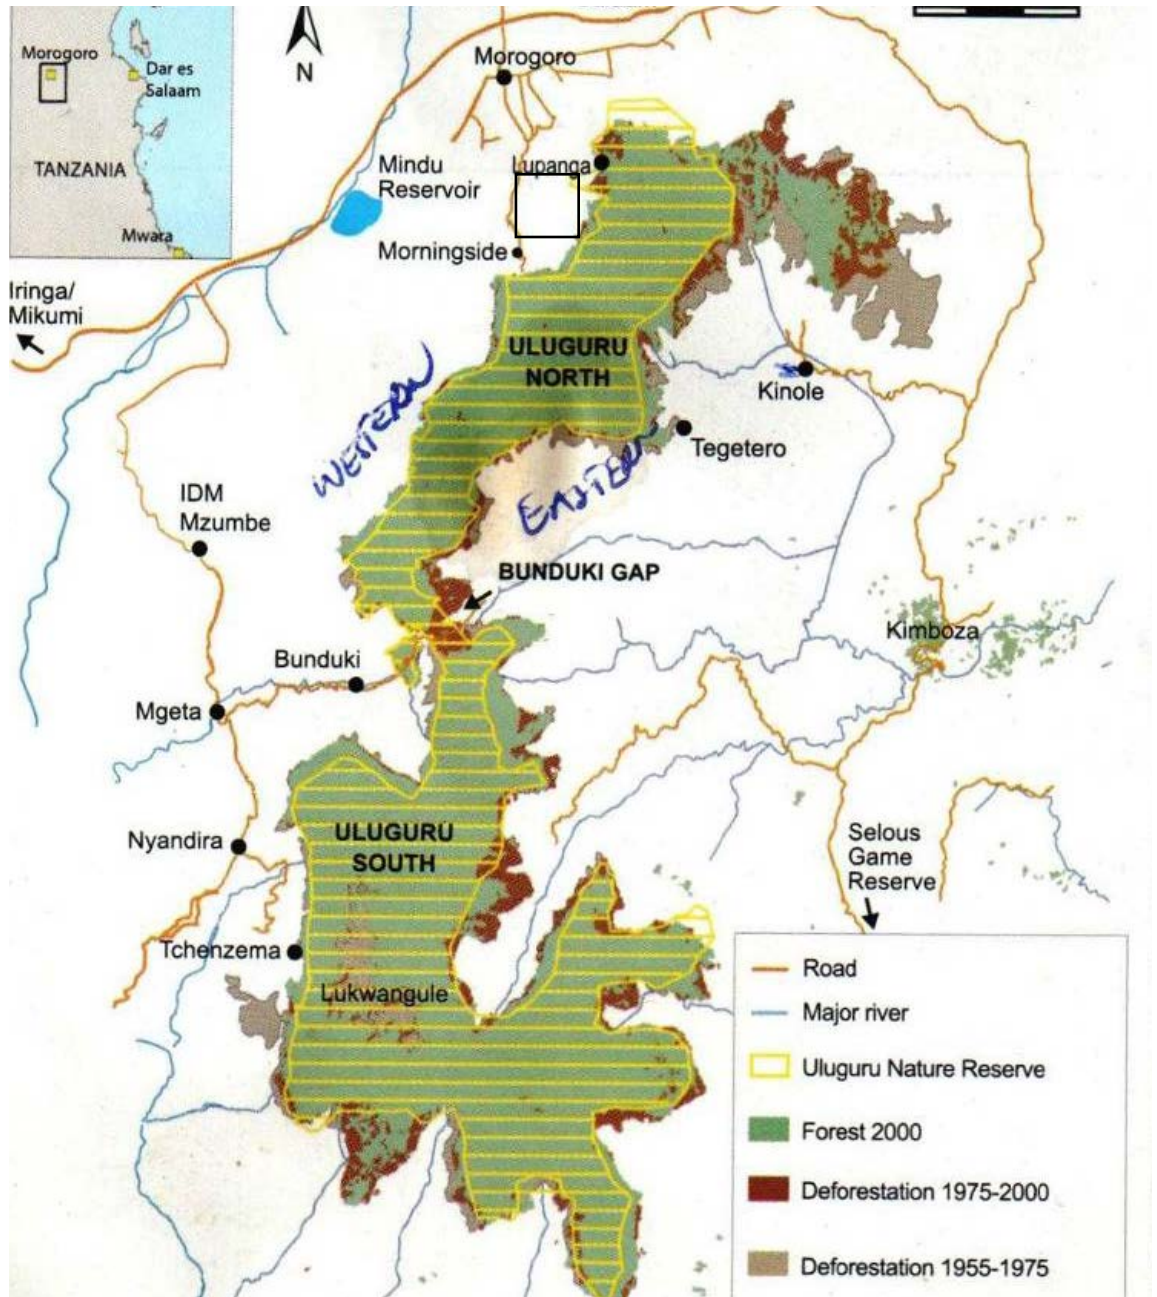 Morogoro
Dar es
Salaam
TANZANIA
Mwara
N
Morogoro
Lupanga
Mindu
Reservoir
Morningside
Iringa/
Mikumi
ULUGURU
NORTH
WESTERN
Kinole
Tegetero
EASTERN
IDM
Mzumbe
BUNDUKI GAP
Kimboza
Bunduki
Mgeta
ULUGURU
SOUTH
Nyandira
Selous
Game
Reserve
Tchenzema
Lukwangule
Road
Major river
Uluguru Nature Reserve
Forest 2000
Deforestation 1975-2000
Deforestation 1955-1975